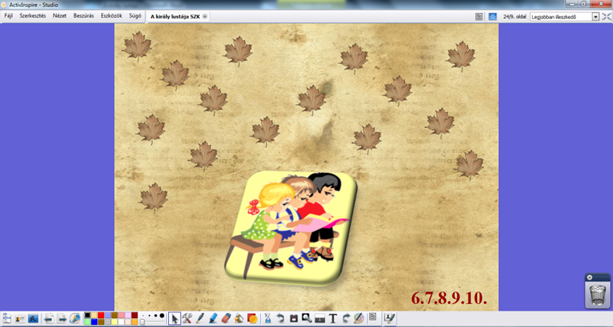 ActivInspire - Studio
Fájl Szerkesztés Nézet Beszúrás Eszközök Súgó
A király lustája SZK
24/9. oldal Legjobban illeszkedő
6.7.8.9.10.